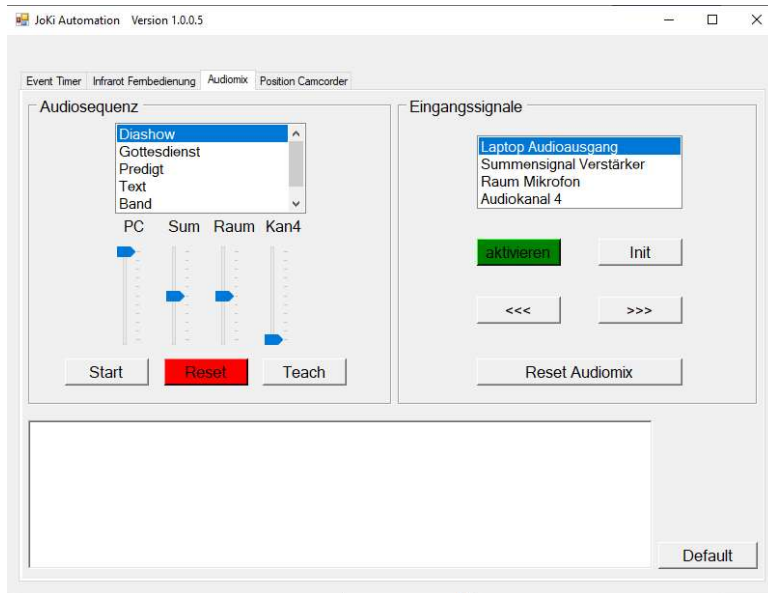 JoKi Automation Version 1.0.0.5
Event Timer Infrarot Fernbedienung Audiomix Position Camcorder
Audiosequenz
Diashow
Gottesdienst
Predigt
Text
Band
PC Sum Raum Kan4
Start Reset Teach
Eingangssignale
Laptop Audioausgang
Summensignal Verstärker
Raum Mikrofon
Audiokanal 4
aktivieren Init
<<< >>>
Reset Audiomix
Default